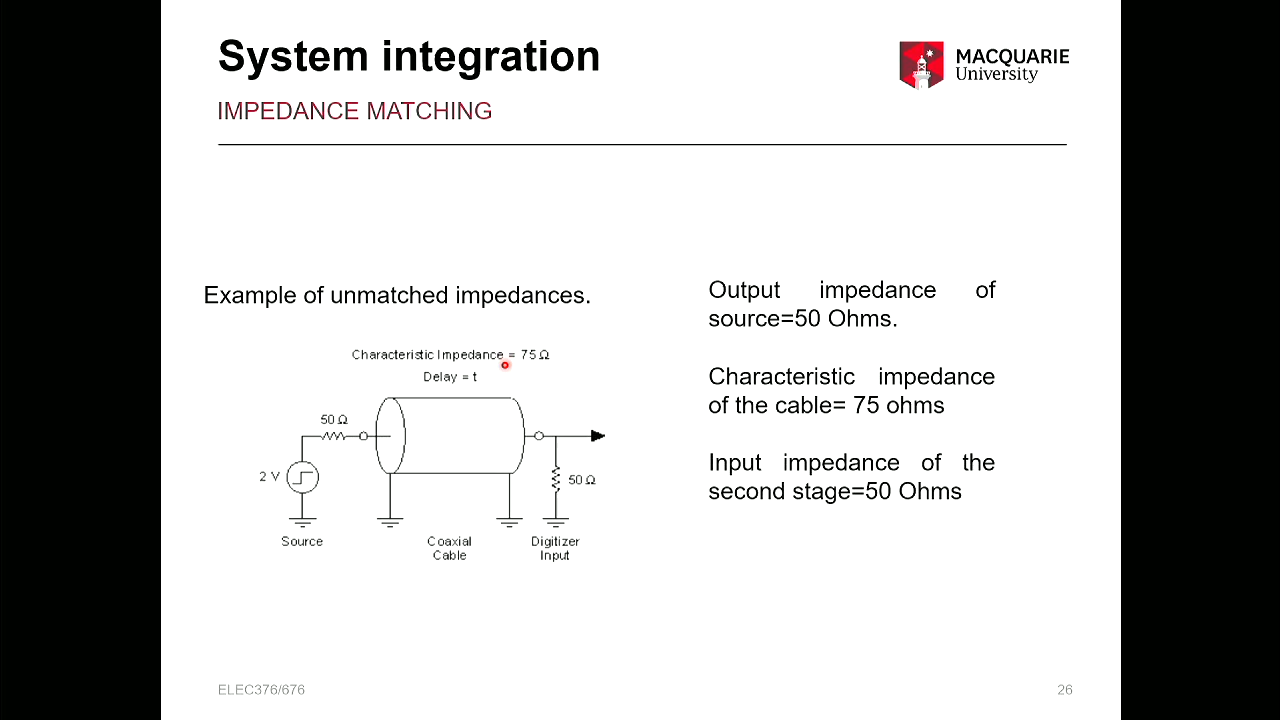 System integration
MACQUARIE
University
IMPEDANCE MATCHING
Example of unmatched impedances.
Characteristic Impedance = 75 Ω
Delay = t
50 Ω
2 V
50 Ω
Source
Coaxial
Cable
Digitizer
Input
Output impedance of
source=50 Ohms.
Characteristic impedance
of the cable= 75 ohms
Input impedance of the
second stage=50 Ohms
ELEC376/676
26